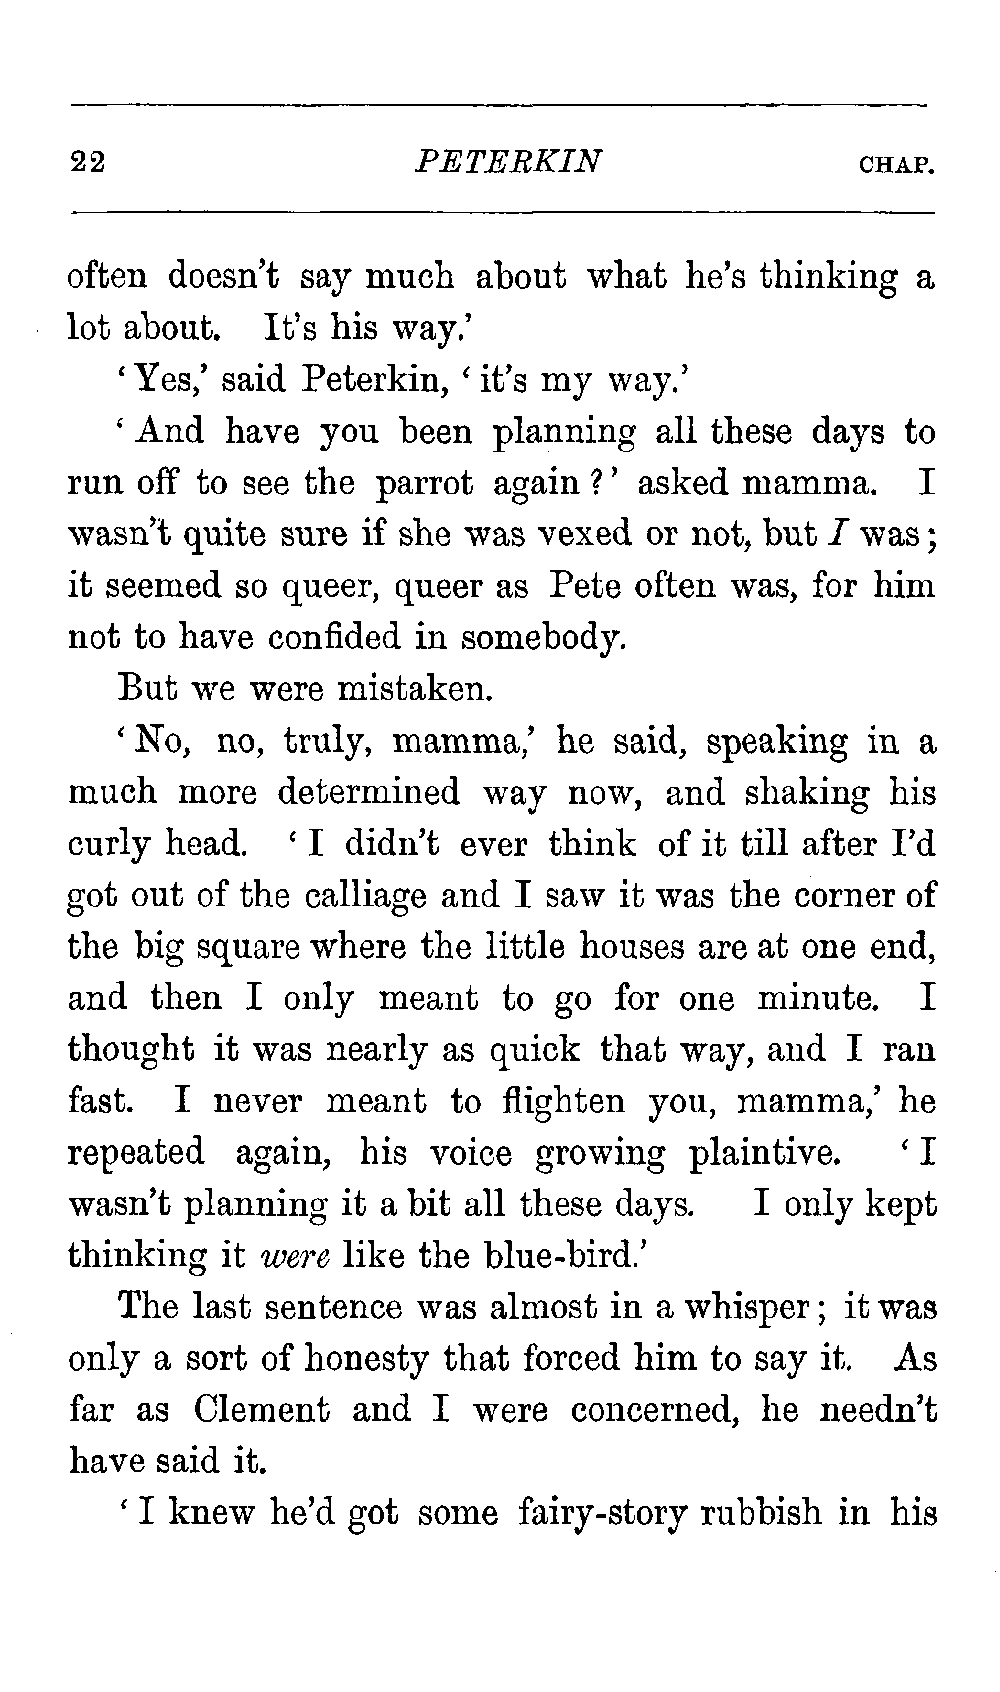 22 PETERKIN CHAP.
often doesn't say much about what he's thinking a
lot about. It's his way.'
'Yes,' said Peterkin, 'it's my way.'
'And have you been planning all these days to
run off to see the parrot again?' asked mamma. I
wasn't quite sure if she was vexed or not, but I was;
it seemed so queer, queer as Pete often was, for him
not to have confided in somebody.
But we were mistaken.
'No, no, truly, mamma,' he said, speaking in a
much more determined way now, and shaking his
curly head. 'I didn't ever think of it till after I'd
got out of the calliage and I saw it was the corner of
the big square where the little houses are at one end,
and then I only meant to go for one minute. I
thought it was nearly as quick that way, and I ran
fast. I never meant to flighten you, mamma,' he
repeated again, his voice growing plaintive. 'I
wasn't planning it a bit all these days. I only kept
thinking it were like the blue-bird.'
The last sentence was almost in a whisper; it was
only a sort of honesty that forced him to say it. As
far as Clement and I were concerned, he needn't
have said it.
'I knew he'd got some fairy-story rubbish in his